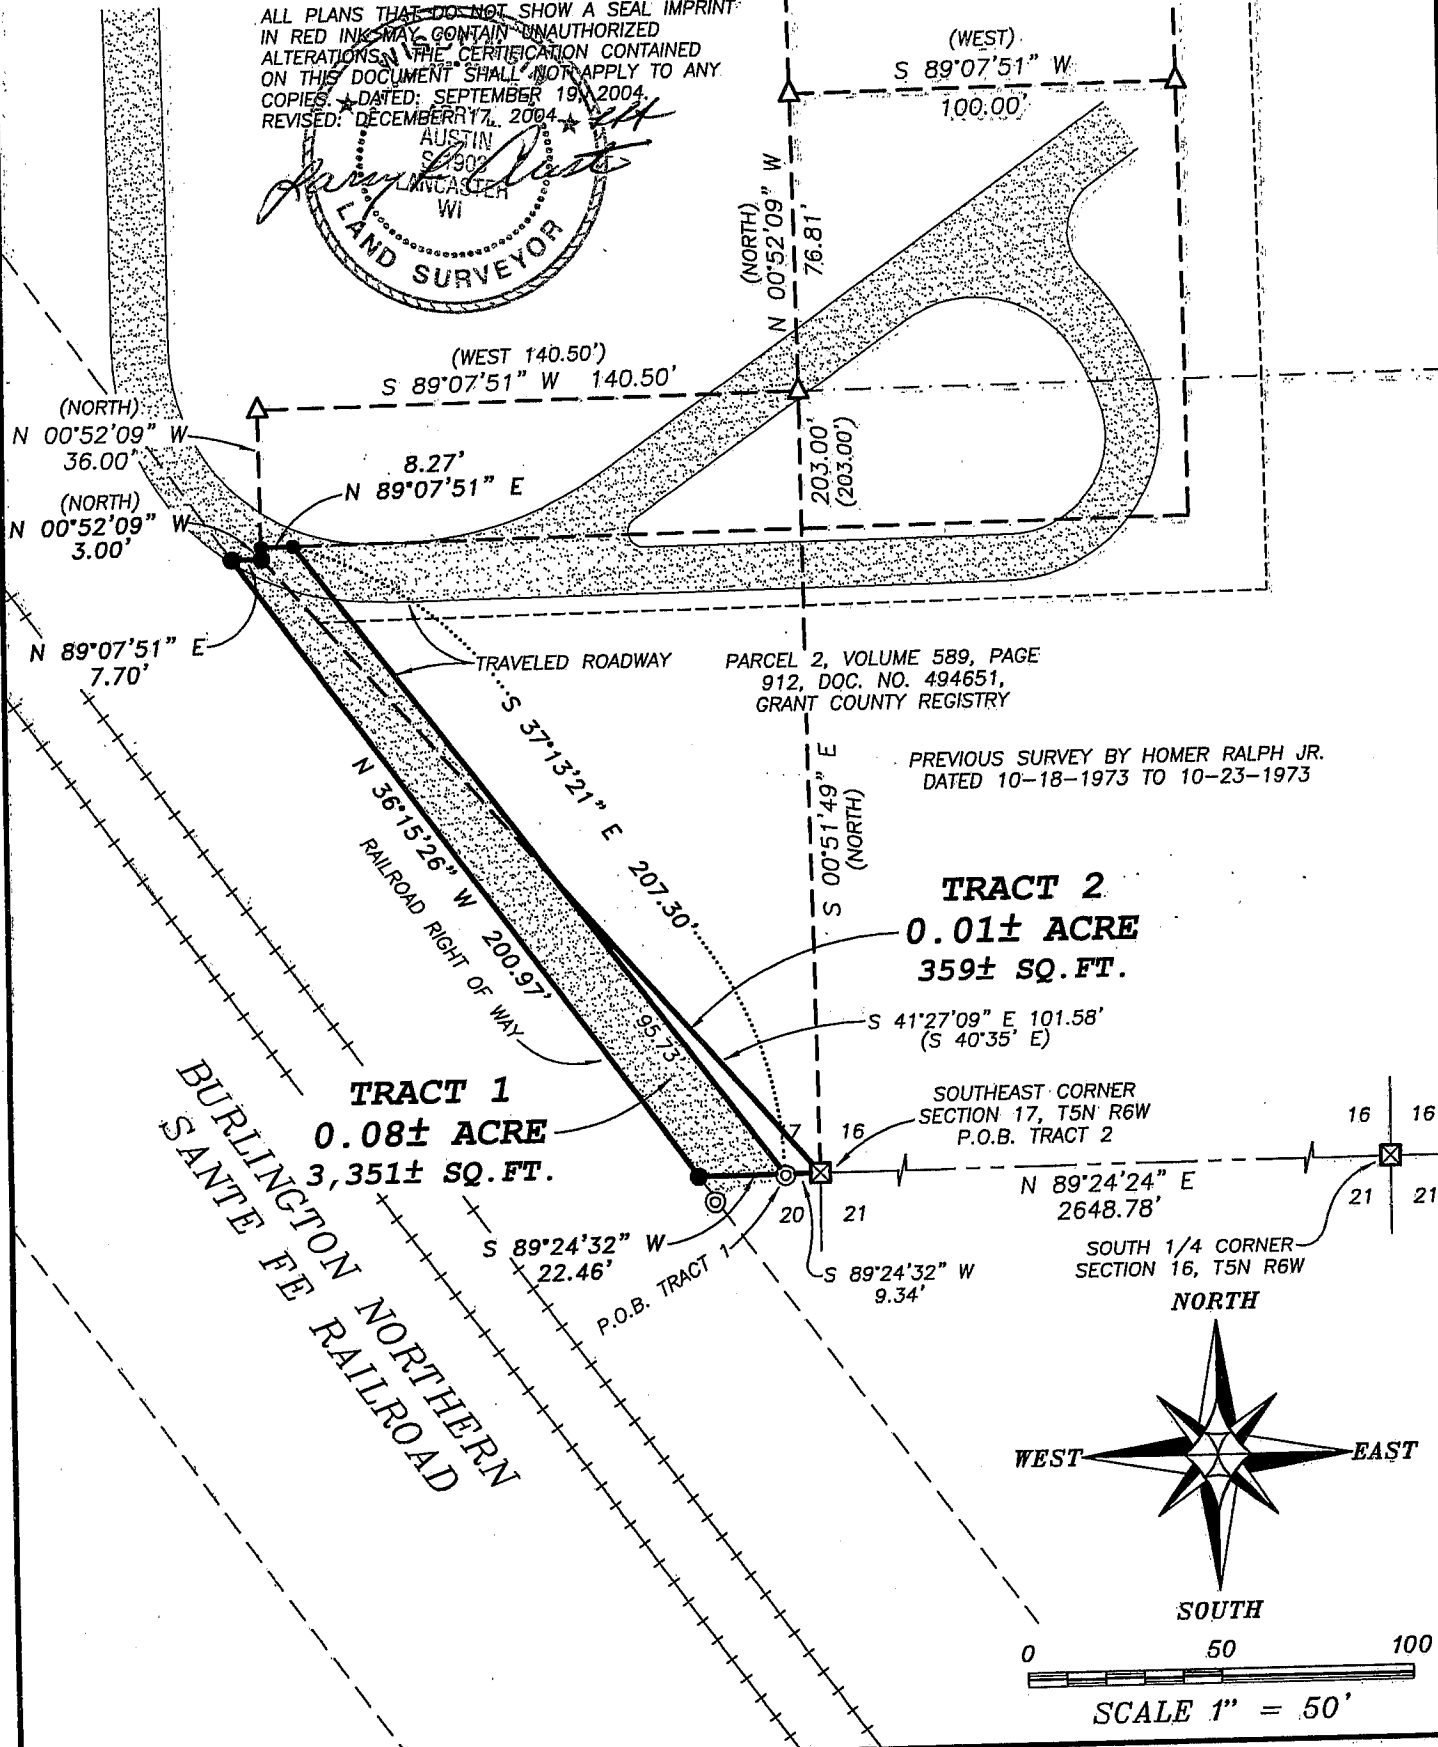 ALL PLANS THAT DO NOT SHOW A SEAL IMPRINT
IN RED INK MAY CONTAIN UNAUTHORIZED
ALTERATIONS. THE CERTIFICATION CONTAINED
ON THIS DOCUMENT SHALL NOT APPLY TO ANY
COPIES. DATED: SEPTEMBER 19, 2004.
REVISED: DECEMBER 17, 2004
AUSTIN
LANCASTER
WI
LAND SURVEYOR
(WEST)
S 89°07'51" W
100.00'
(NORTH)
N 00°52'09" W
76.81'
(WEST 140.50')
S 89°07'51" W 140.50'
(NORTH)
N 00°52'09" W
36.00'
8.27'
N 89°07'51" E
(NORTH)
N 00°52'09" W
3.00'
203.00'
(203.00')
N 89°07'51" E
7.70'
TRAVELED ROADWAY
PARCEL 2, VOLUME 589, PAGE
912, DOC. NO. 494651,
GRANT COUNTY REGISTRY
S 37°13'21" E 207.30'
PREVIOUS SURVEY BY HOMER RALPH JR.
DATED 10-18-1973 TO 10-23-1973
S 00°51'49" E
(NORTH)
N 36°15'26" W 200.97'
RAILROAD RIGHT OF WAY
TRACT 2
0.01± ACRE
359± SQ.FT.
95.73'
S 41°27'09" E 101.58'
(S 40°35' E)
TRACT 1
0.08± ACRE
3,351± SQ.FT.
SOUTHEAST CORNER
SECTION 17, T5N R6W
P.O.B. TRACT 2
17 16
16 16
N 89°24'24" E
2648.78'
20 21
21 21
S 89°24'32" W
22.46'
P.O.B. TRACT 1
S 89°24'32" W
9.34'
SOUTH 1/4 CORNER
SECTION 16, T5N R6W
BURLINGTON NORTHERN
SANTE FE RAILROAD
NORTH
WEST
EAST
SOUTH
0 50 100
SCALE 1" = 50'